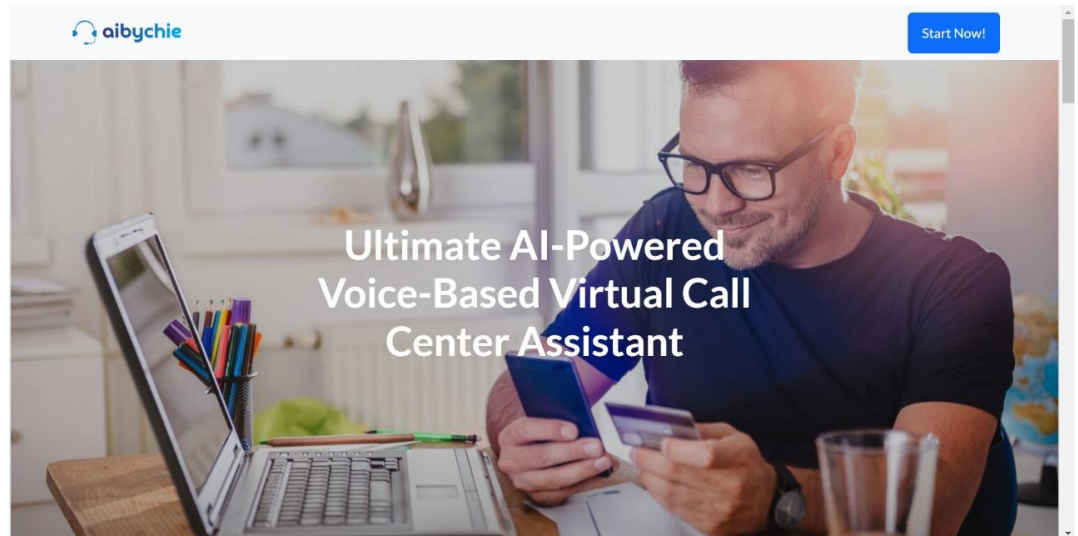 aibychie
Start Now!
Ultimate AI-Powered
Voice-Based Virtual Call
Center Assistant